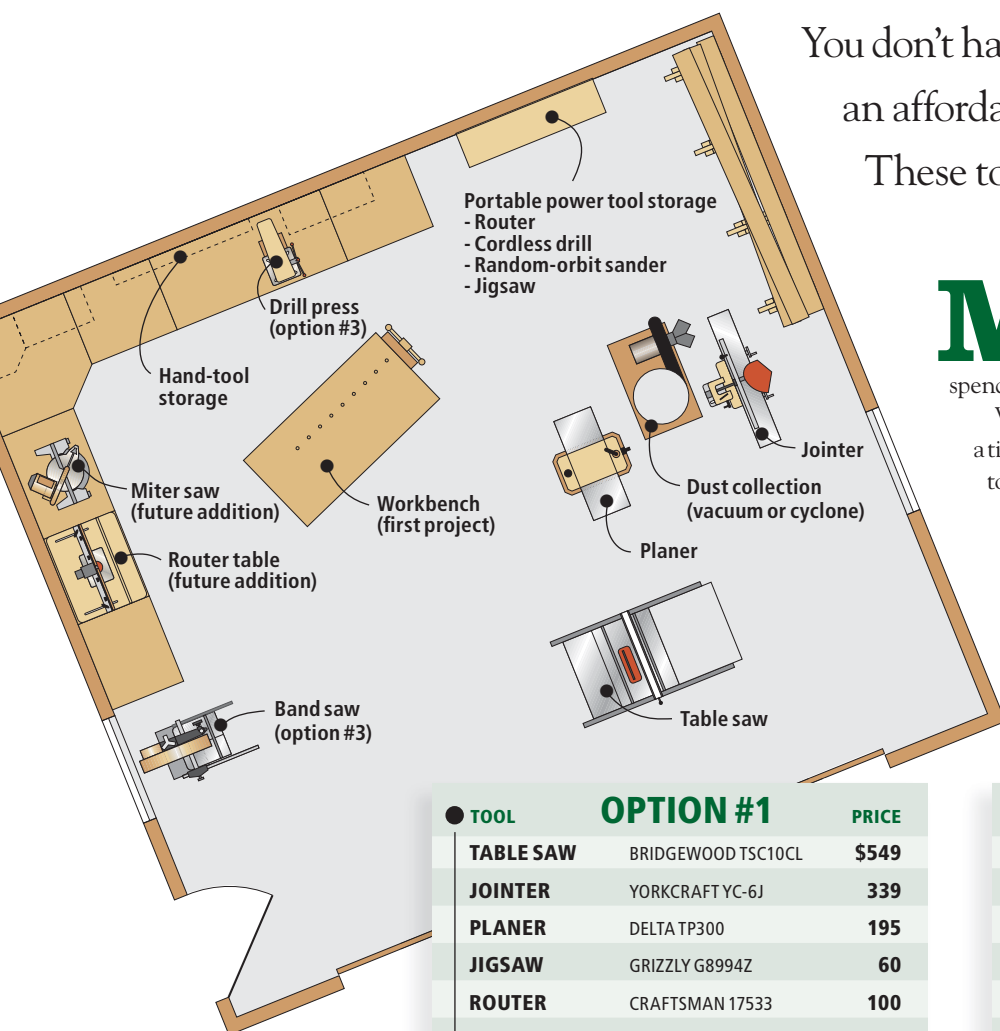 You don't ha
an afforda
These to
Portable power tool storage
- Router
- Cordless drill
- Random-orbit sander
- Jigsaw
Drill press
(option #3)
Hand-tool
storage
M
spend
a ti
to
Jointer
Miter saw
(future addition)
Workbench
(first project)
Dust collection
(vacuum or cyclone)
Planer
Router table
(future addition)
Band saw
(option #3)
Table saw
TOOL OPTION #1 PRICE
TABLE SAW BRIDGEWOOD TSC10CL $549
JOINTER YORKCRAFT YC-6J 339
PLANER DELTA TP300 195
JIGSAW GRIZZLY G8994Z 60
ROUTER CRAFTSMAN 17533 100